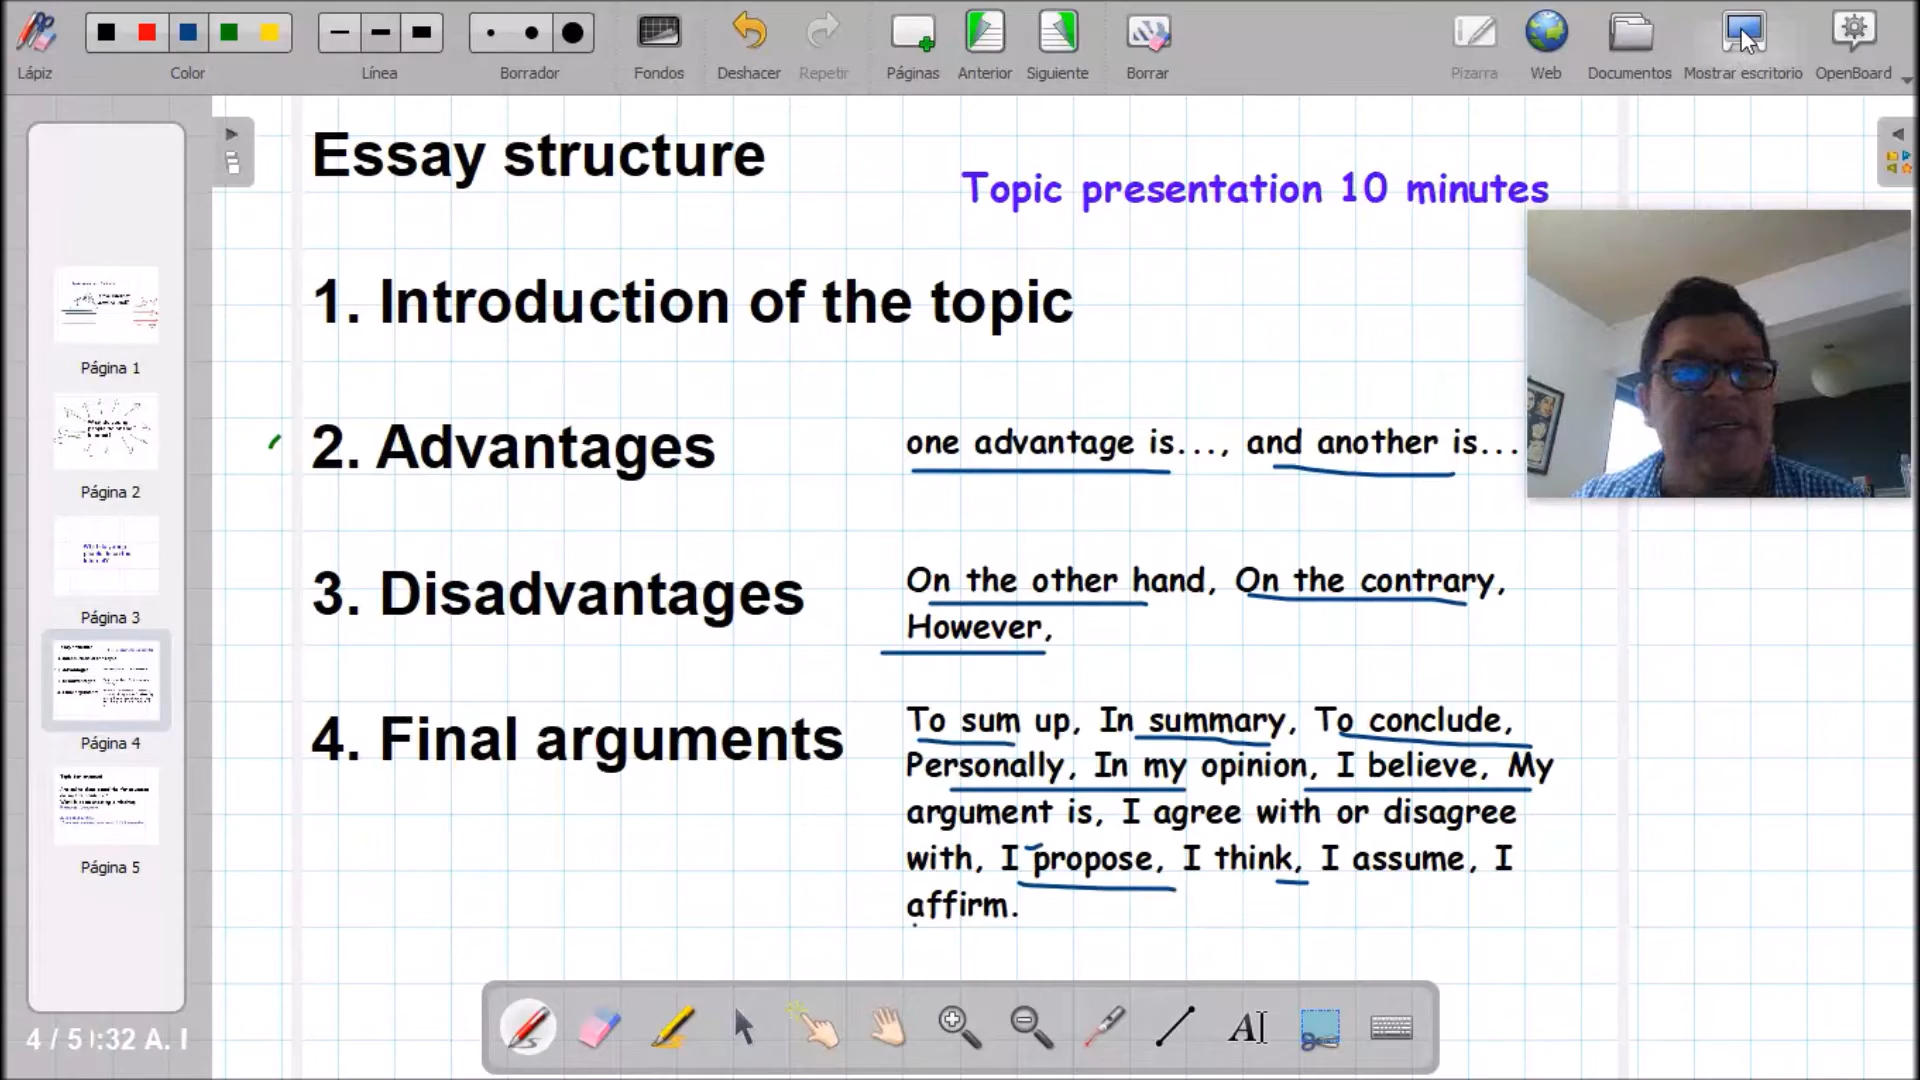 Lápiz
Color
Línea
Borrador
Fondos
Deshacer
Repetir
Páginas
Anterior
Siguiente
Borrar
Pizarra
Web
Documentos
Mostrar escritorio
OpenBoard
Essay structure
Topic presentation 10 minutes
1. Introduction of the topic
2. Advantages
one advantage is..., and another is...
3. Disadvantages
On the other hand, On the contrary,
However,
4. Final arguments
To sum up, In summary, To conclude,
Personally, In my opinion, I believe, My
argument is, I agree with or disagree
with, I propose, I think, I assume, I
affirm.
Página 1
Página 2
Página 3
Página 4
Página 5
4 / 5
:32 A.